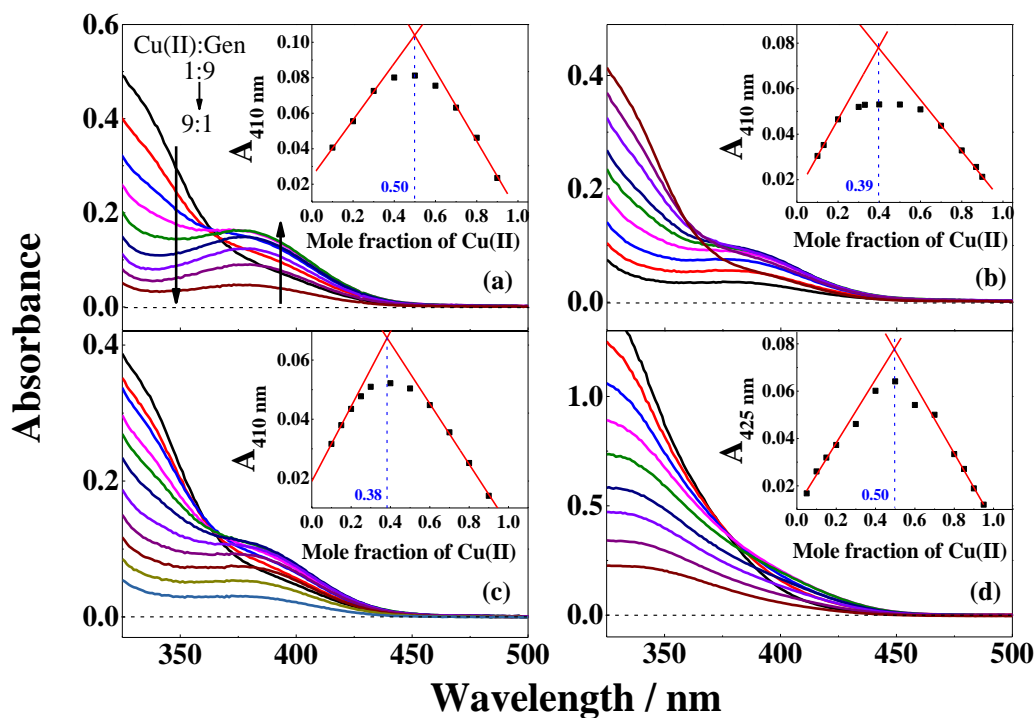 Absorbance
0.6
0.4
0.2
0.0
Cu(II):Gen
1:9
9:1
A410 nm
0.10
0.08
0.06
0.04
0.02
0.50
0.0 0.2 0.4 0.6 0.8 1.0
Mole fraction of Cu(II)
(a)
0.4
0.2
0.0
A410
0.08
0.06
0.04
0.02
0.00
0.39
0.0 0.2 0.4 0.6 0.8 1.0
Mole fraction of Cu(II)
(b)
0.4
0.2
0.0
A410 nm
0.06
0.04
0.02
0.38
0.0 0.2 0.4 0.6 0.8 1.0
Mole fraction of Cu(II)
(c)
350 400 450 500
1.0
0.5
0.0
A425 nm
0.08
0.06
0.04
0.02
0.50
0.0 0.2 0.4 0.6 0.8 1.0
Mole fraction of Cu(II)
(d)
350 400 450 500
Wavelength / nm